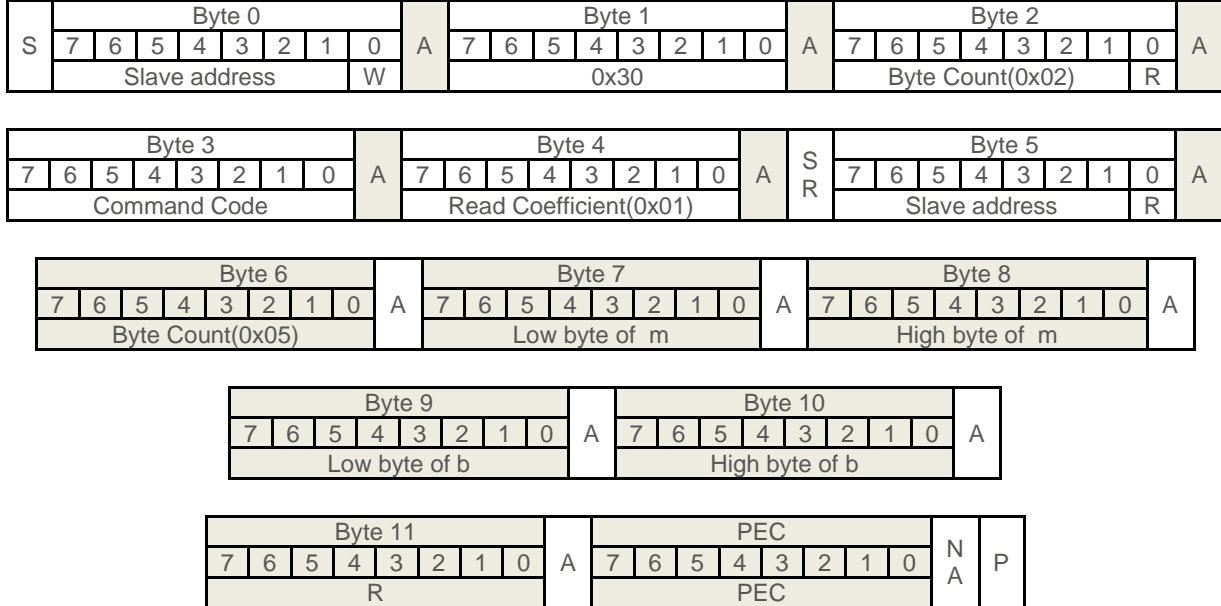 Byte 0 Byte 1 Byte 2
S 7 6 5 4 3 2 1 0 A 7 6 5 4 3 2 1 0 A 7 6 5 4 3 2 1 0 A
Slave address W 0x30 Byte Count(0x02) R
Byte 3 Byte 4 Byte 5
7 6 5 4 3 2 1 0 A 7 6 5 4 3 2 1 0 A S R 7 6 5 4 3 2 1 0 A
Command Code Read Coefficient(0x01) Slave address R
Byte 6 Byte 7 Byte 8
7 6 5 4 3 2 1 0 A 7 6 5 4 3 2 1 0 A 7 6 5 4 3 2 1 0 A
Byte Count(0x05) Low byte of m High byte of m
Byte 9 Byte 10
7 6 5 4 3 2 1 0 A 7 6 5 4 3 2 1 0 A
Low byte of b High byte of b
Byte 11 PEC
7 6 5 4 3 2 1 0 A 7 6 5 4 3 2 1 0 N A P
R PEC